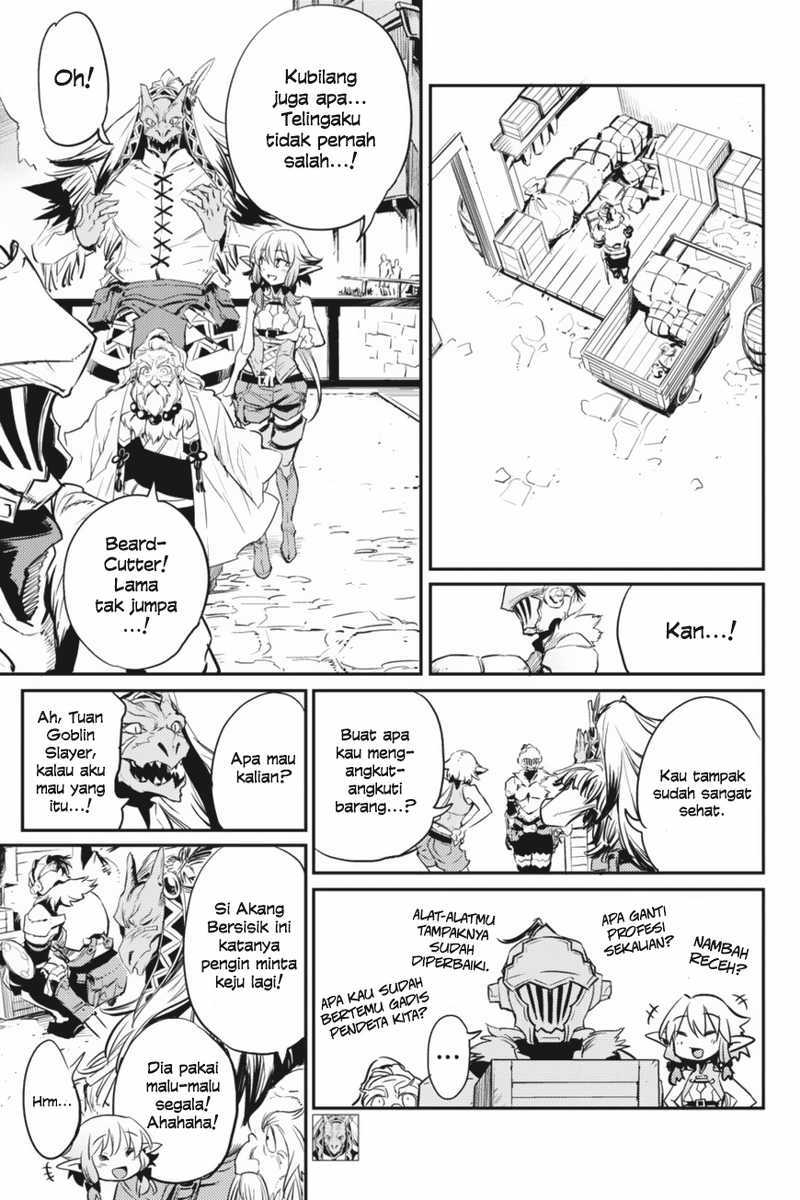 Kan...!
Kubilang
juga apa...
Telingaku
tidak pernah
salah...!
Oh!
Beard-
Cutter!
Lama
tak jumpa
...!
Kau tampak
sudah sangat
sehat.
Buat apa
kau meng-
angkut-
angkuti
barang...?
Apa mau
kalian?
Ah, Tuan
Goblin
Slayer,
kalau aku
mau yang
itu...!
NAMBAH
RECEH?
APA GANTI
PROFESI
SEKALIAN?
ALAT-ALATMU
TAMPAKNYA
SUDAH
DIPERBAIKI.
APA KAU SUDAH
BERTEMU GADIS
PENDETA KITA?
...
Si Akang
Bersisik ini
katanya
pengin minta
keju lagi!
Dia pakai
malu-malu
segala!
Ahahaha!
Hrm...